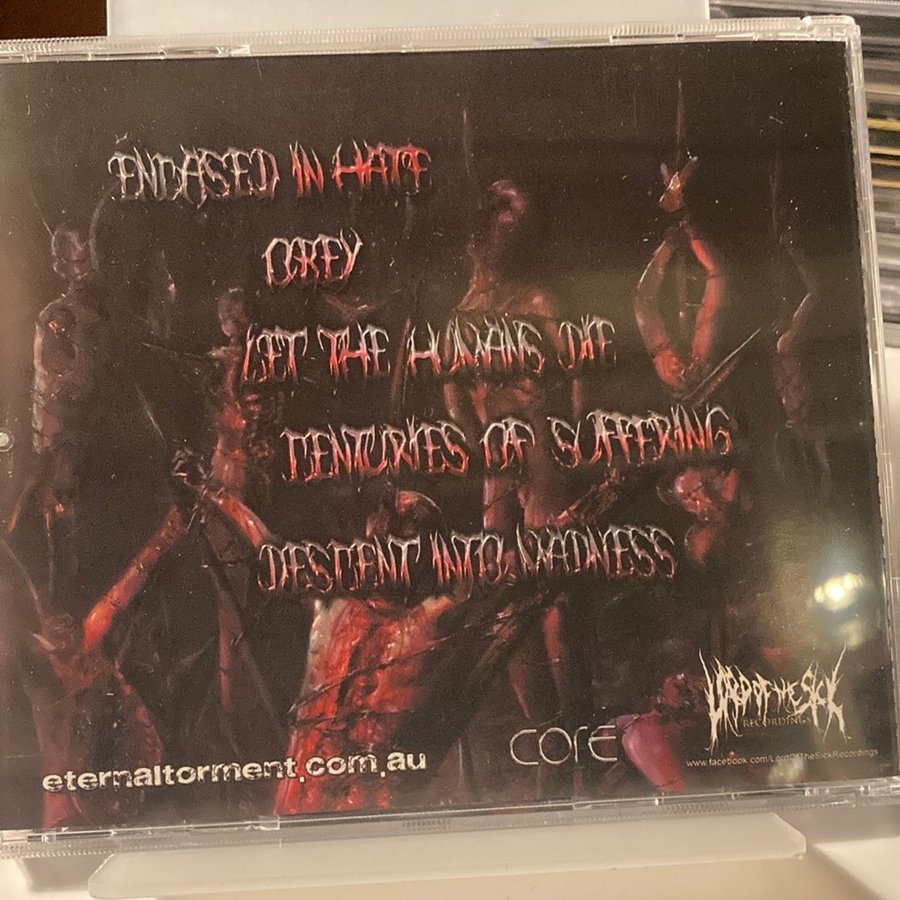 ENCASED IN HATE
OREY
LET THE HUMANS DIE
CENTURIES OF SUFFERING
DESCENT INTO MADNESS
LORD OF THE SICK
RECORDINGS
core
www.facebook.com/LordOfTheSickRecordings
eternaltorment.com.au